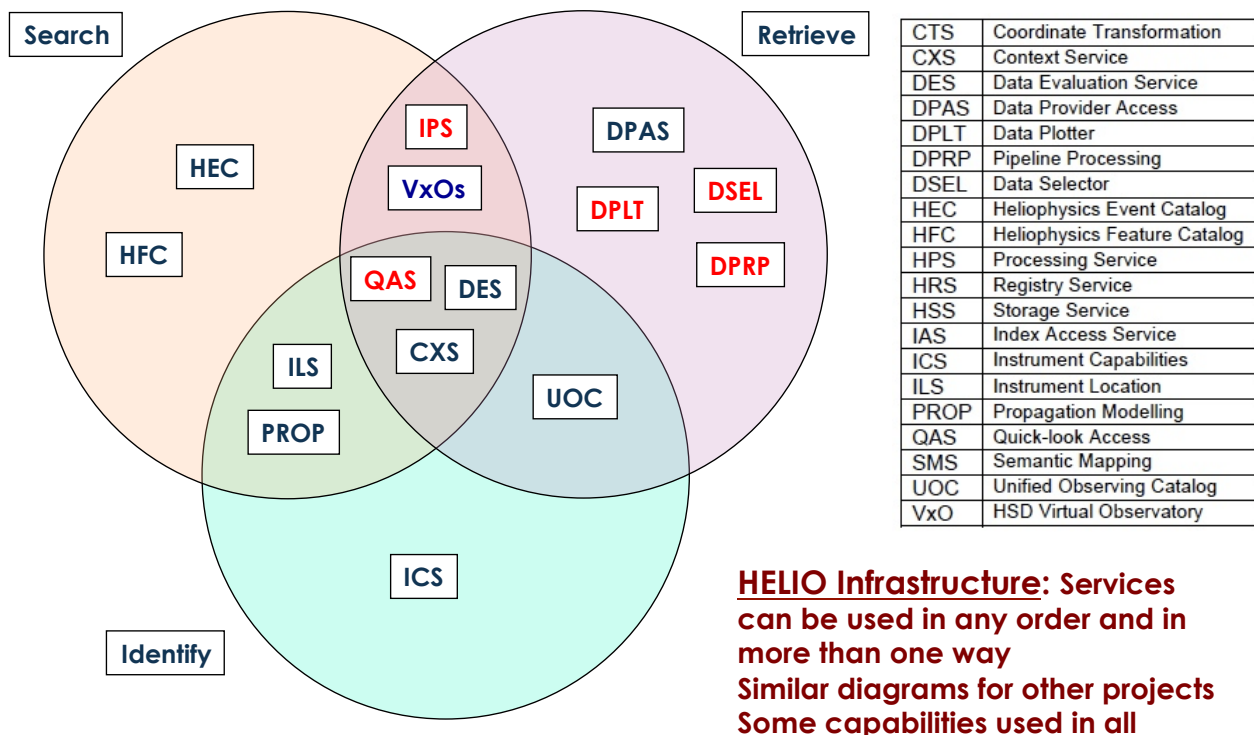 Search
Retrieve
IPS
VxOs
HEC
HFC
DPAS
DSEL
DPLT
DPRP
QAS
DES
CXS
ILS
PROP
UOC
ICS
Identify
CTS Coordinate Transformation
CXS Context Service
DES Data Evaluation Service
DPAS Data Provider Access
DPLT Data Plotter
DPRP Pipeline Processing
DSEL Data Selector
HEC Heliophysics Event Catalog
HFC Heliophysics Feature Catalog
HPS Processing Service
HRS Registry Service
HSS Storage Service
IAS Index Access Service
ICS Instrument Capabilities
ILS Instrument Location
PROP Propagation Modelling
QAS Quick-look Access
SMS Semantic Mapping
UOC Unified Observing Catalog
VxO HSD Virtual Observatory
HELIO Infrastructure: Services
can be used in any order and in
more than one way
Similar diagrams for other projects
Some capabilities used in all